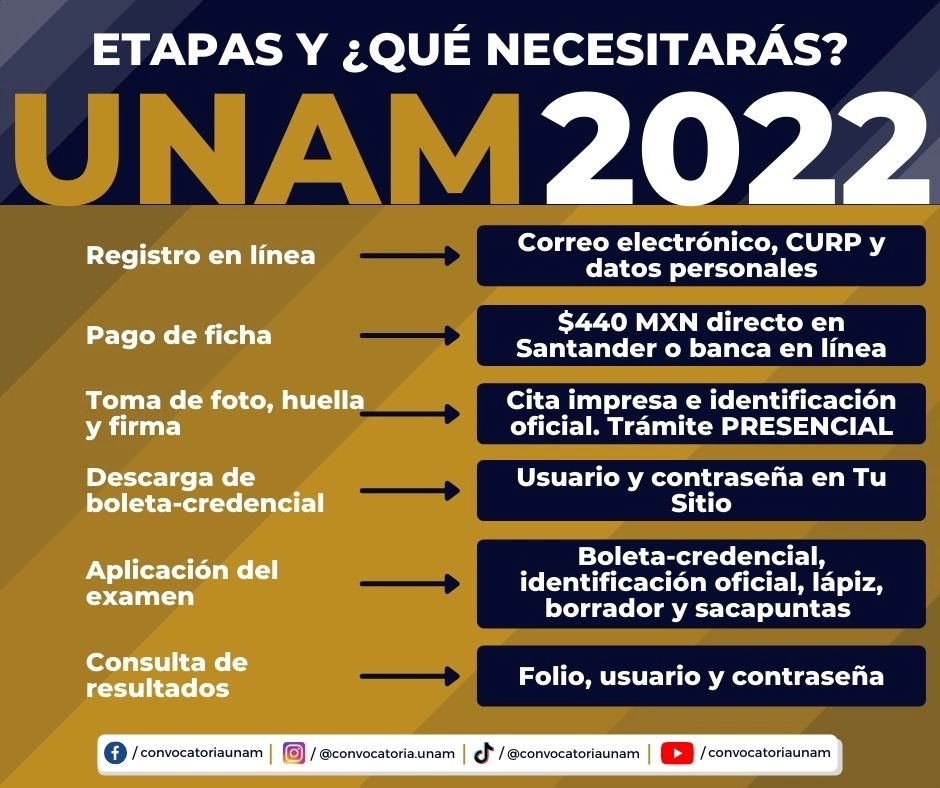 ETAPAS Y ¿QUÉ NECESITARÁS?
UNAM 2022
Registro en línea
Correo electrónico, CURP y
datos personales
Pago de ficha
$440 MXN directo en
Santander o banca en línea
Toma de foto, huella
y firma
Cita impresa e identificación
oficial. Trámite PRESENCIAL
Descarga de
boleta-credencial
Usuario y contraseña en Tu
Sitio
Aplicación del
examen
Boleta-credencial,
identificación oficial, lápiz,
borrador y sacapuntas
Consulta de
resultados
Folio, usuario y contraseña
/ convocatoriaunam | / @convocatoria.unam | / @convocatoriaunam | / convocatoriaunam